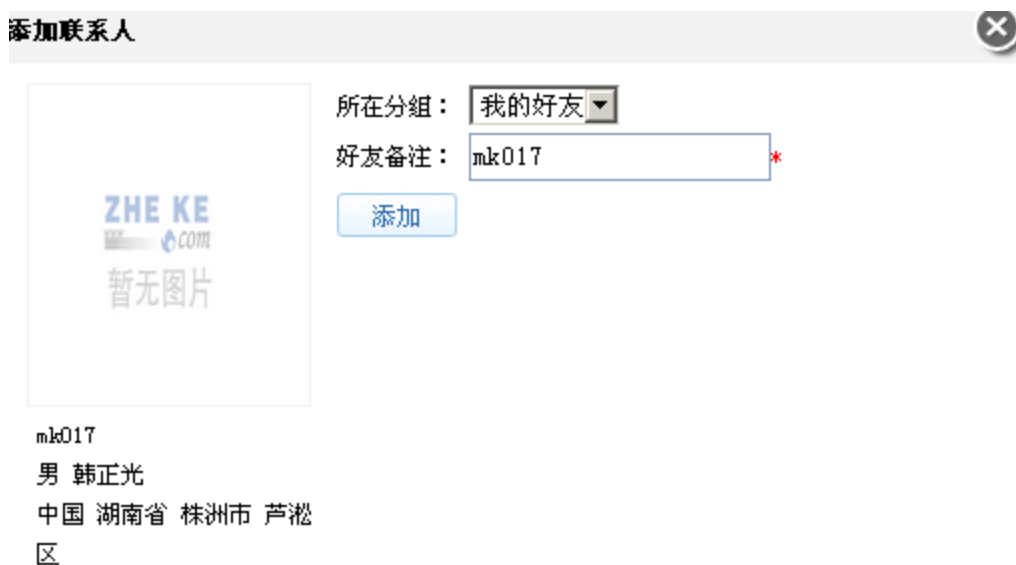 添加联系人
所在分组： 我的好友
好友备注： mk017 *
添加
ZHE KE
com
暂无图片
mk017
男 韩正光
中国 湖南省 株洲市 芦淞
区